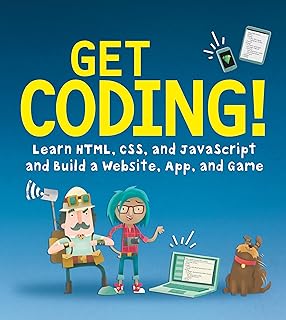 GET
CODING!
Learn HTML, CSS, and JavaScript
and Build a Website, App, and Game